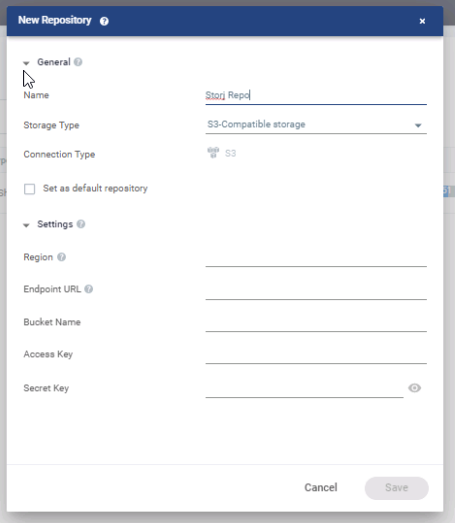 New Repository ?
×
General ?
Name Storj Repo
Storage Type S3-Compatible storage
Connection Type S3
Set as default repository
Settings ?
Region ?
Endpoint URL ?
Bucket Name
Access Key
Secret Key
Cancel Save